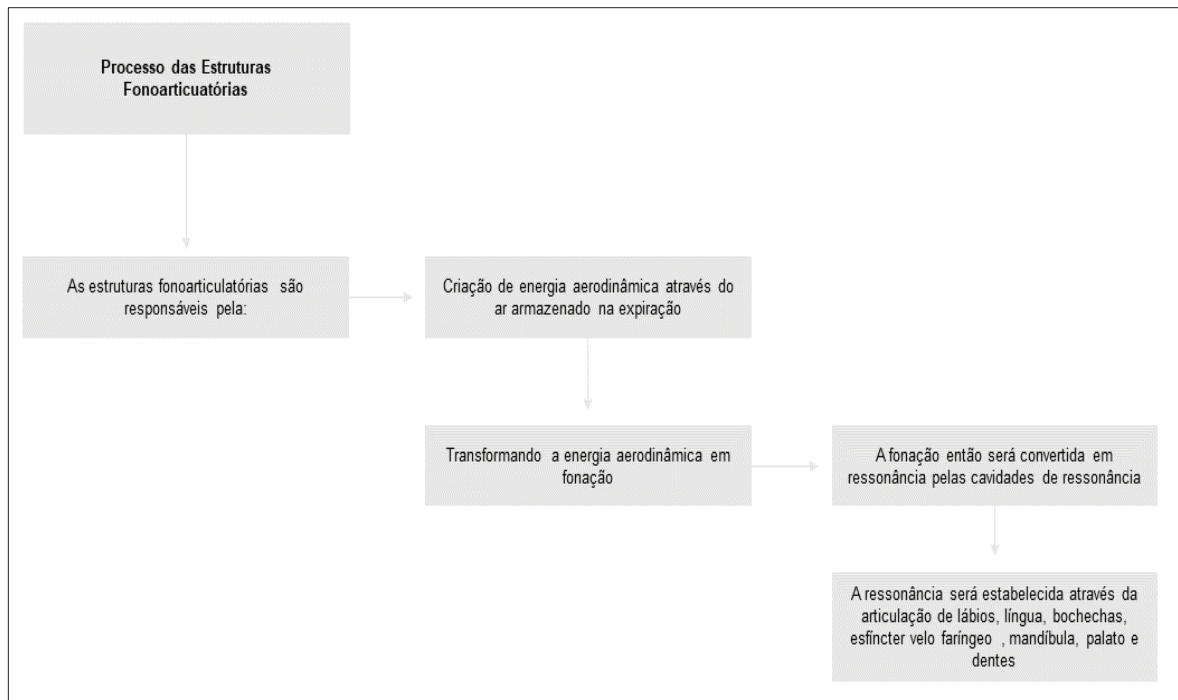 Processo das Estruturas
Fonoarticuatórias
As estruturas fonoarticulatórias são
responsáveis pela:
Criação de energia aerodinâmica através do
ar armazenado na expiração
Transformando a energia aerodinâmica em
fonação
A fonação então será convertida em
ressonância pelas cavidades de ressonância
A ressonância será estabelecida através da
articulação de lábios, língua, bochechas,
esfíncter velo faríngeo , mandíbula, palato e
dentes